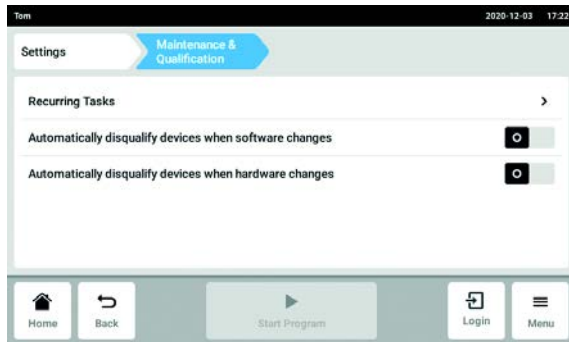 Tom 2020-12-03 17:22
Settings
Maintenance &
Qualification
Recurring Tasks
Automatically disqualify devices when software changes
Automatically disqualify devices when hardware changes
Home Back Start Program Login Menu